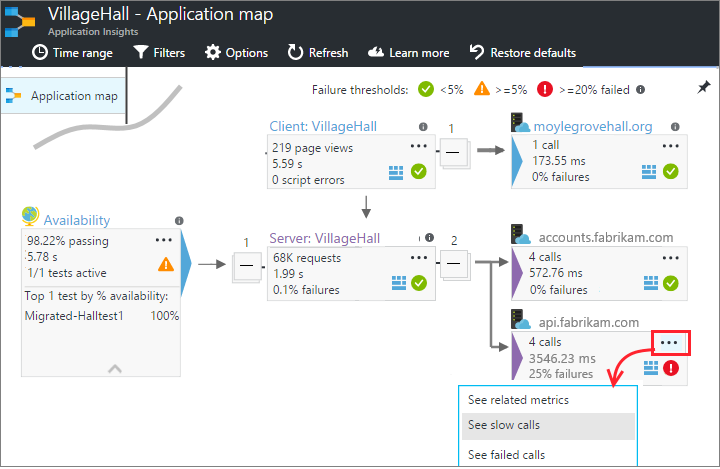 VillageHall - Application map
Application Insights
Time range Filters Options Refresh Learn more Restore defaults
Application map
Failure thresholds: <5% >=5% >=20% failed
Client: VillageHall
219 page views
5.59 s
0 script errors
1
moylegrovehall.org
1 call
173.55 ms
0% failures
Availability
98.22% passing
5.78 s
1/1 tests active
Top 1 test by % availability:
Migrated-Halltest1 100%
1
Server: VillageHall
68K requests
1.99 s
0.1% failures
2
accounts.fabrikam.com
4 calls
572.76 ms
0% failures
api.fabrikam.com
4 calls
3546.23 ms
25% failures
See related metrics
See slow calls
See failed calls